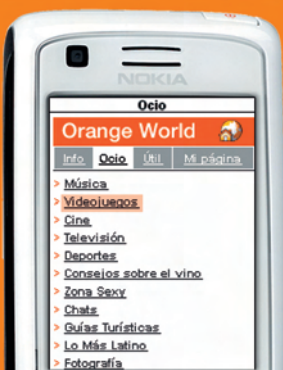 NOKIA
Ocio
Orange World
Info Ocio Útil Mi página
> Música
> Videojuegos
> Cine
> Televisión
> Deportes
> Consejos sobre el vino
> Zona Sexy
> Chats
> Guías Turísticas
> Lo Más Latino
> Fotografía